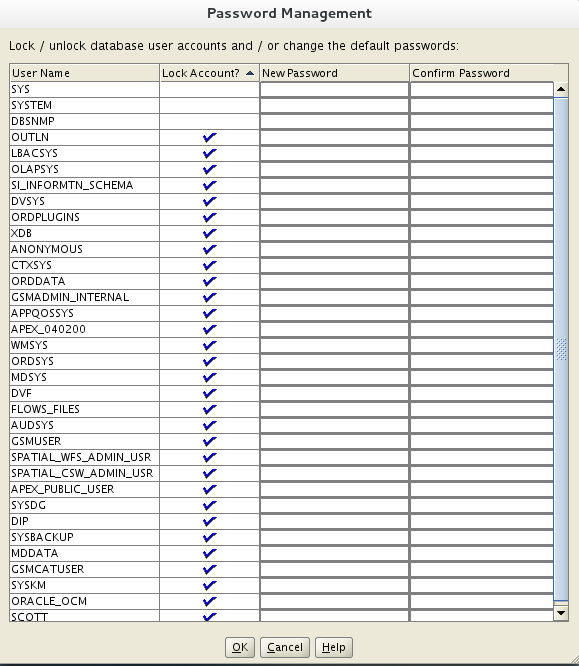 Password Management
Lock / unlock database user accounts and / or change the default passwords:
User Name Lock Account? New Password Confirm Password
SYS
SYSTEM
DBSNMP
OUTLN
LBACSYS
OLAPSYS
SI_INFORMTN_SCHEMA
DVSYS
ORDPLUGINS
XDB
ANONYMOUS
CTXSYS
ORDDATA
GSMADMIN_INTERNAL
APPQOSSYS
APEX_040200
WMSYS
ORDSYS
MDSYS
DVF
FLOWS_FILES
AUDSYS
GSMUSER
SPATIAL_WFS_ADMIN_USR
SPATIAL_CSW_ADMIN_USR
APEX_PUBLIC_USER
SYSDG
DIP
SYSBACKUP
MDDATA
GSMCATUSER
SYSKM
ORACLE_OCM
SCOTT
OK Cancel Help